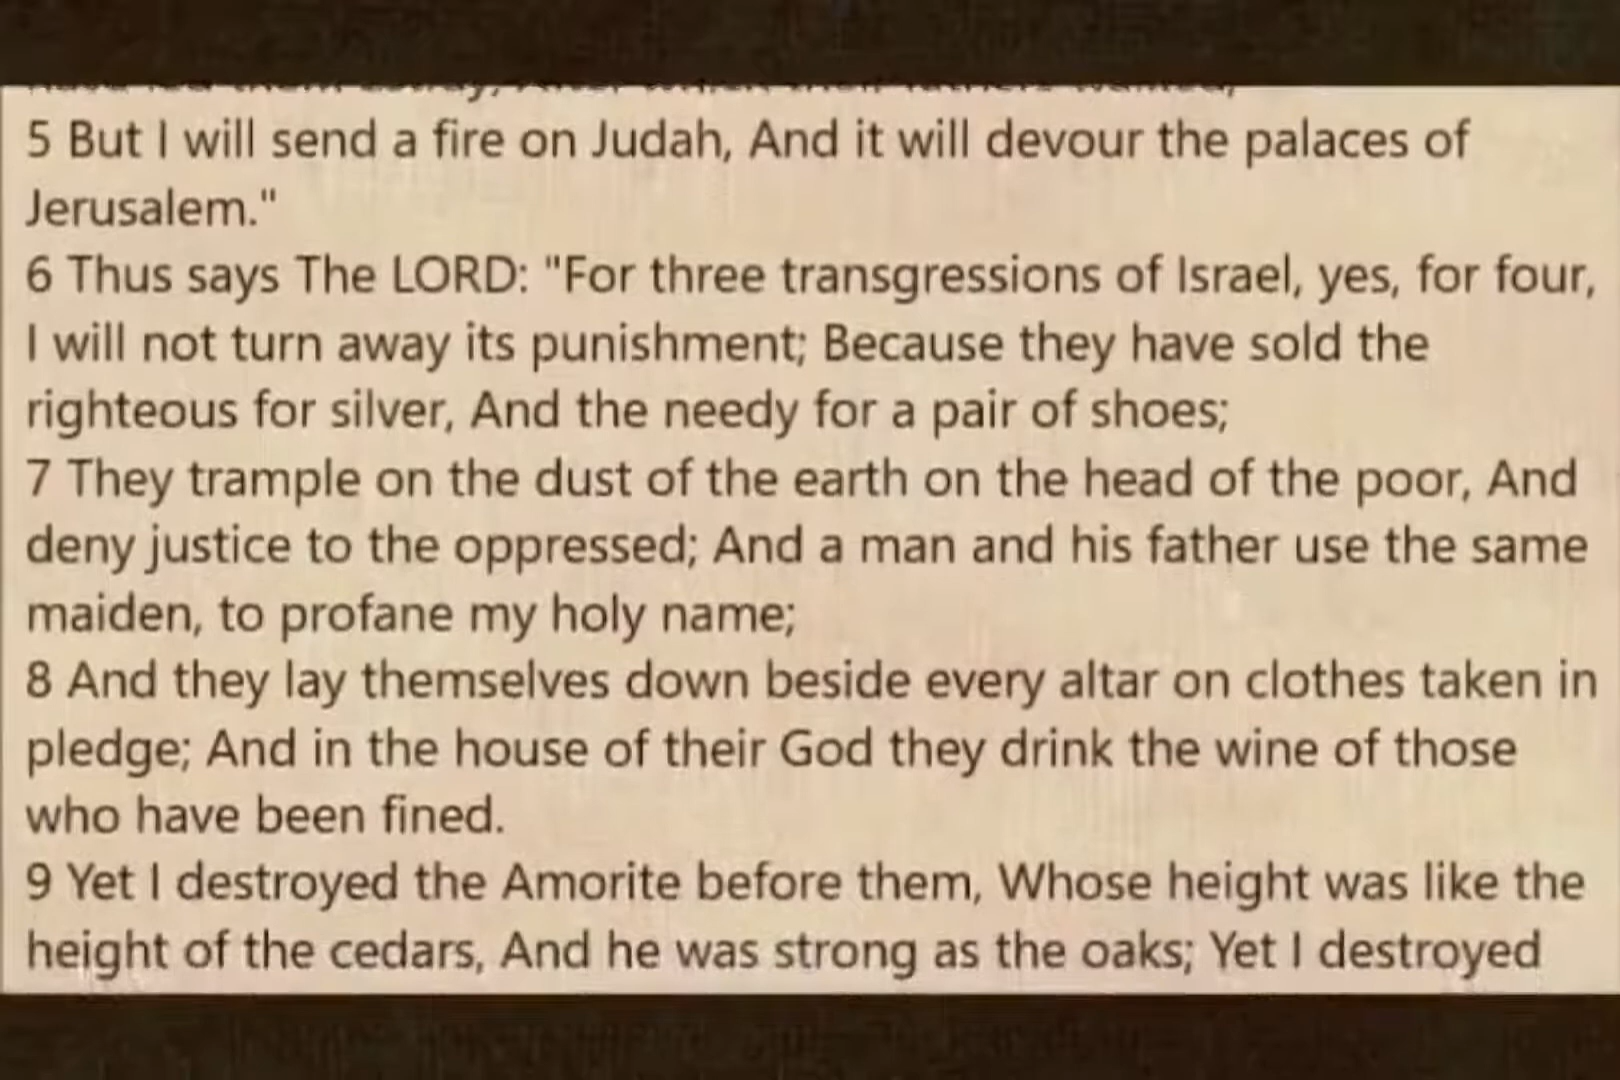 5 But I will send a fire on Judah, And it will devour the palaces of
Jerusalem."
6 Thus says The LORD: "For three transgressions of Israel, yes, for four,
I will not turn away its punishment; Because they have sold the
righteous for silver, And the needy for a pair of shoes;
7 They trample on the dust of the earth on the head of the poor, And
deny justice to the oppressed; And a man and his father use the same
maiden, to profane my holy name;
8 And they lay themselves down beside every altar on clothes taken in
pledge; And in the house of their God they drink the wine of those
who have been fined.
9 Yet I destroyed the Amorite before them, Whose height was like the
height of the cedars, And he was strong as the oaks; Yet I destroyed